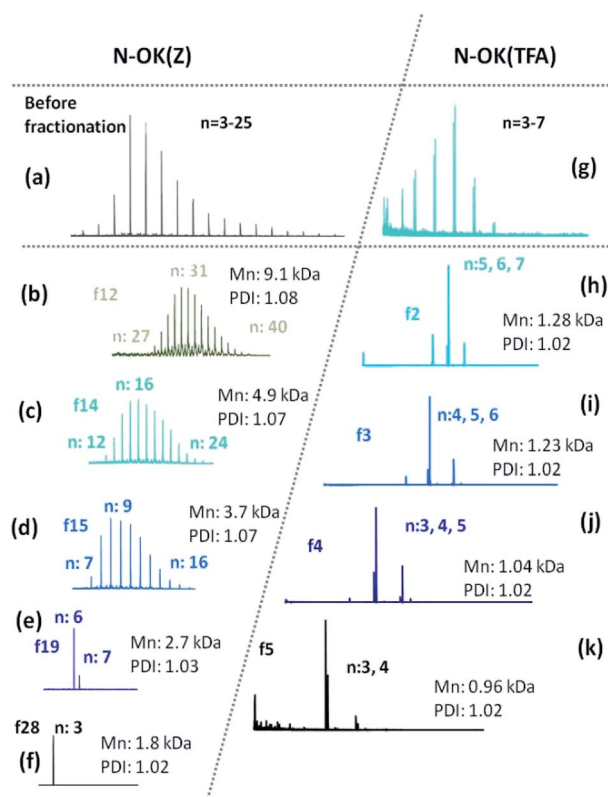 N-OK(Z)
N-OK(TFA)
Before
fractionation
n=3-25
(a)
n=3-7
(g)
n: 31
Mn: 9.1 kDa
PDI: 1.08
(b)
f12
n: 27
n: 40
n:5, 6, 7
(h)
f2
Mn: 1.28 kDa
PDI: 1.02
n: 16
Mn: 4.9 kDa
PDI: 1.07
(c)
f14
n: 12
n: 24
n:4, 5, 6
(i)
f3
Mn: 1.23 kDa
PDI: 1.02
n: 9
Mn: 3.7 kDa
PDI: 1.07
(d)
f15
n: 7
n: 16
n:3, 4, 5
(j)
f4
Mn: 1.04 kDa
PDI: 1.02
(e)
n: 6
f19
n: 7
Mn: 2.7 kDa
PDI: 1.03
f5
n:3, 4
(k)
Mn: 0.96 kDa
PDI: 1.02
f28
n: 3
(f)
Mn: 1.8 kDa
PDI: 1.02